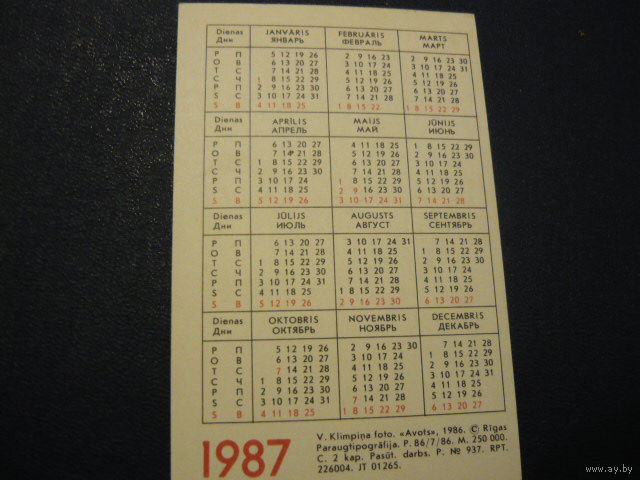 Dienas JANVĀRIS FEBRUĀRIS MARTS
Дни ЯНВАРЬ ФЕВРАЛЬ МАРТ
P П 5 12 19 26 2 9 16 23 2 9 16 23 30
O В 6 13 20 27 3 10 17 24 3 10 17 24 31
T С 7 14 21 28 4 11 18 25 4 11 18 25
C Ч 1 8 15 22 29 5 12 19 26 5 12 19 26
P П 2 9 16 23 30 6 13 20 27 6 13 20 27
S С 3 10 17 24 31 7 14 21 28 7 14 21 28
S В 4 11 18 25 1 8 15 22 1 8 15 22 29
Dienas APRĪLIS MAIJS JŪNIJS
Дни АПРЕЛЬ МАЙ ИЮНЬ
P П 6 13 20 27 4 11 18 25 1 8 15 22 29
O В 7 14 21 28 5 12 19 26 2 9 16 23 30
T С 1 8 15 22 29 6 13 20 27 3 10 17 24
C Ч 2 9 16 23 30 7 14 21 28 4 11 18 25
P П 3 10 17 24 1 8 15 22 29 5 12 19 26
S С 4 11 18 25 2 9 16 23 30 6 13 20 27
S В 5 12 19 26 3 10 17 24 31 7 14 21 28
Dienas JŪLIJS AUGUSTS SEPTEMBRIS
Дни ИЮЛЬ АВГУСТ СЕНТЯБРЬ
P П 6 13 20 27 3 10 17 24 31 7 14 21 28
O В 7 14 21 28 4 11 18 25 1 8 15 22 29
T С 1 8 15 22 29 5 12 19 26 2 9 16 23 30
C Ч 2 9 16 23 30 6 13 20 27 3 10 17 24
P П 3 10 17 24 31 7 14 21 28 4 11 18 25
S С 4 11 18 25 1 8 15 22 29 5 12 19 26
S В 5 12 19 26 2 9 16 23 30 6 13 20 27
Dienas OKTOBRIS NOVEMBRIS DECEMBRIS
Дни ОКТЯБРЬ НОЯБРЬ ДЕКАБРЬ
P П 5 12 19 26 2 9 16 23 30 7 14 21 28
O В 6 13 20 27 3 10 17 24 1 8 15 22 29
T С 7 14 21 28 4 11 18 25 2 9 16 23 30
C Ч 1 8 15 22 29 5 12 19 26 3 10 17 24 31
P П 2 9 16 23 30 6 13 20 27 4 11 18 25
S С 3 10 17 24 31 7 14 21 28 5 12 19 26
S В 4 11 18 25 1 8 15 22 29 6 13 20 27
1987
V. Klimpiņa foto. «Avots», 1986. © Rīgas
Paraugtipogrāfija. P. 86/7/86. M. 250 000.
C. 2 kap. Pasūt. darbs. P. № 937. RPT.
226004. JT 01265.
ay.by